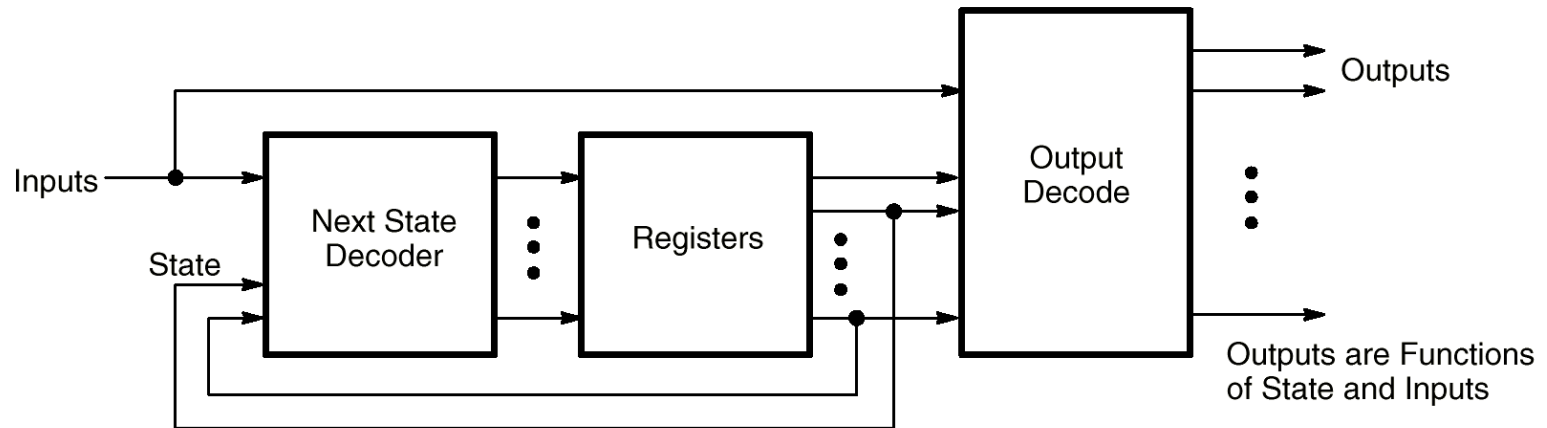 Inputs
State
Next State
Decoder
Registers
Output
Decode
Outputs
Outputs are Functions
of State and Inputs